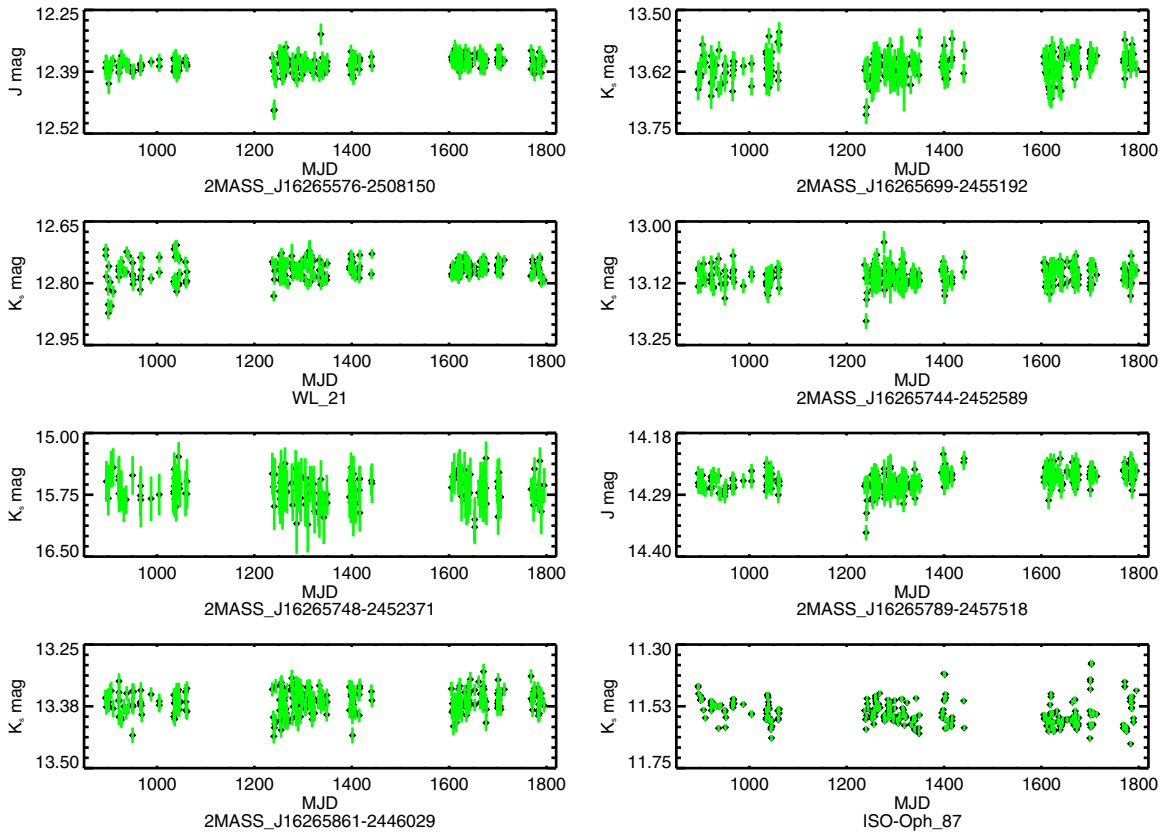 12.25
12.39
12.52
J mag
1000 1200 1400 1600 1800
MJD
2MASS_J16265576-2508150
13.50
13.62
13.75
Ks mag
1000 1200 1400 1600 1800
MJD
2MASS_J16265699-2455192
12.65
12.80
12.95
Ks mag
1000 1200 1400 1600 1800
MJD
WL_21
13.00
13.12
13.25
Ks mag
1000 1200 1400 1600 1800
MJD
2MASS_J16265744-2452589
15.00
15.75
16.50
Ks mag
1000 1200 1400 1600 1800
MJD
2MASS_J16265748-2452371
14.18
14.29
14.40
J mag
1000 1200 1400 1600 1800
MJD
2MASS_J16265789-2457518
13.25
13.38
13.50
Ks mag
1000 1200 1400 1600 1800
MJD
2MASS_J16265861-2446029
11.30
11.53
11.75
Ks mag
1000 1200 1400 1600 1800
MJD
ISO-Oph_87